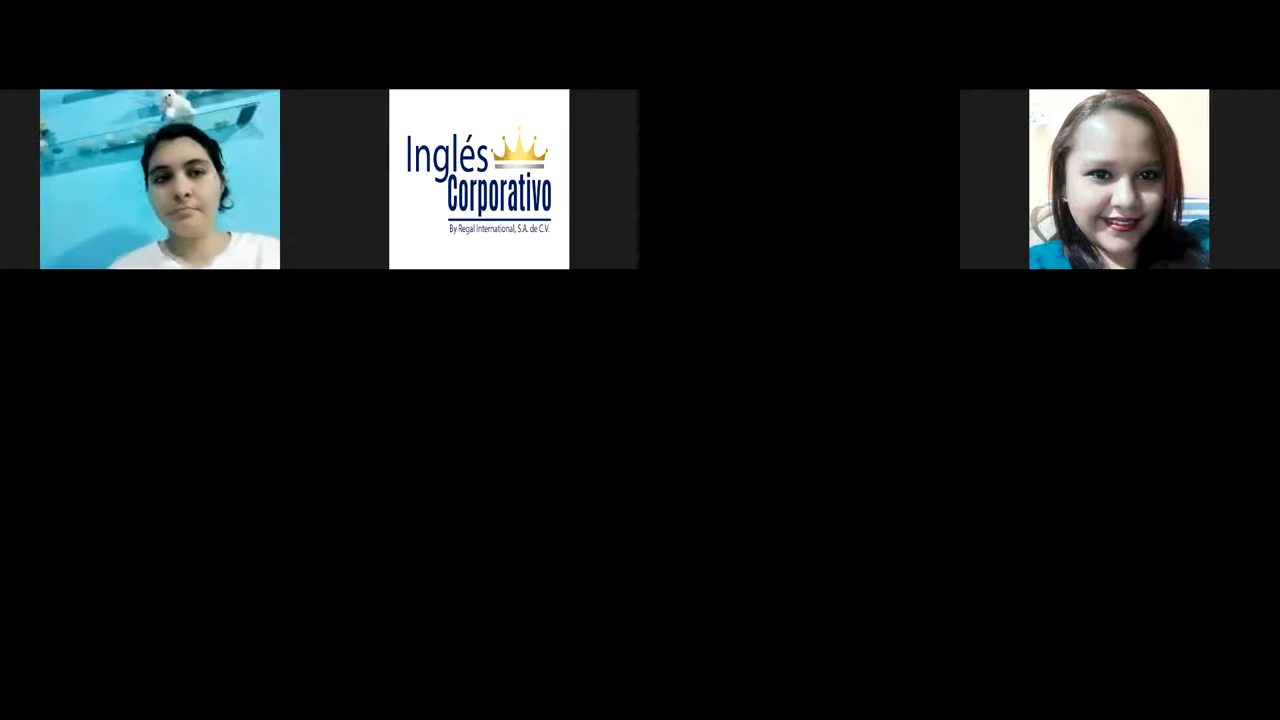 Inglés
Corporativo
By Regal International, S.A. de C.V.